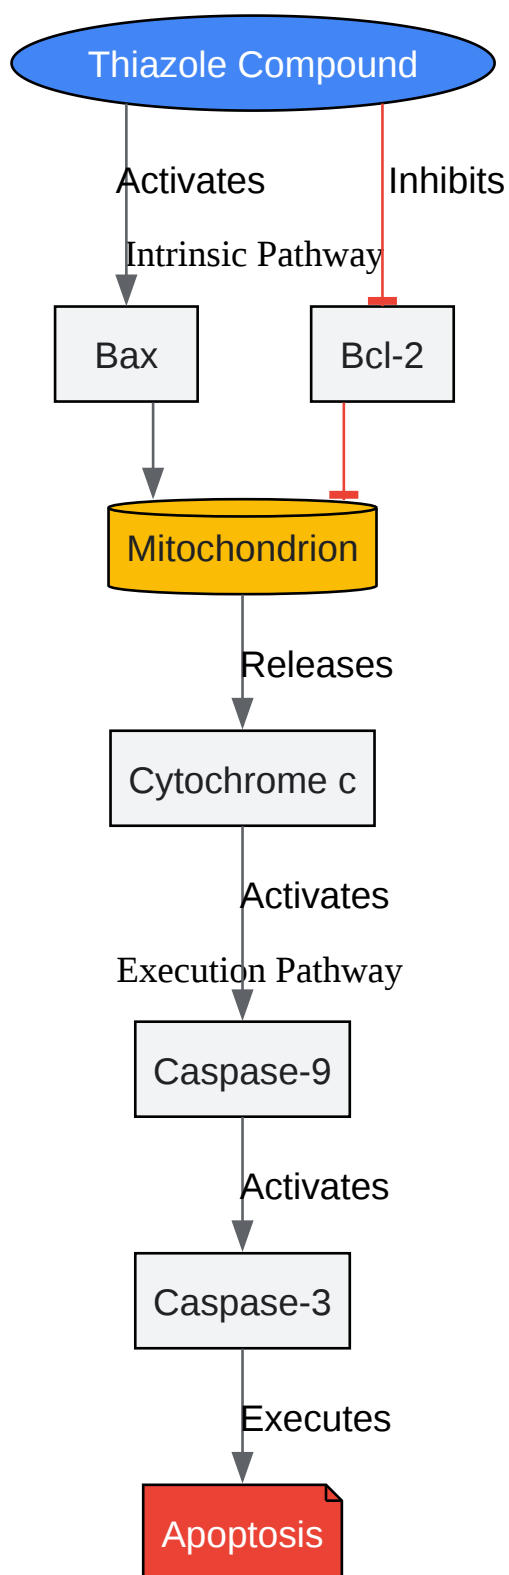 Thiazole Compound
Activates
Inhibits
Intrinsic Pathway
Bax
Bcl-2
Mitochondrion
Releases
Cytochrome c
Activates
Execution Pathway
Caspase-9
Activates
Caspase-3
Executes
Apoptosis